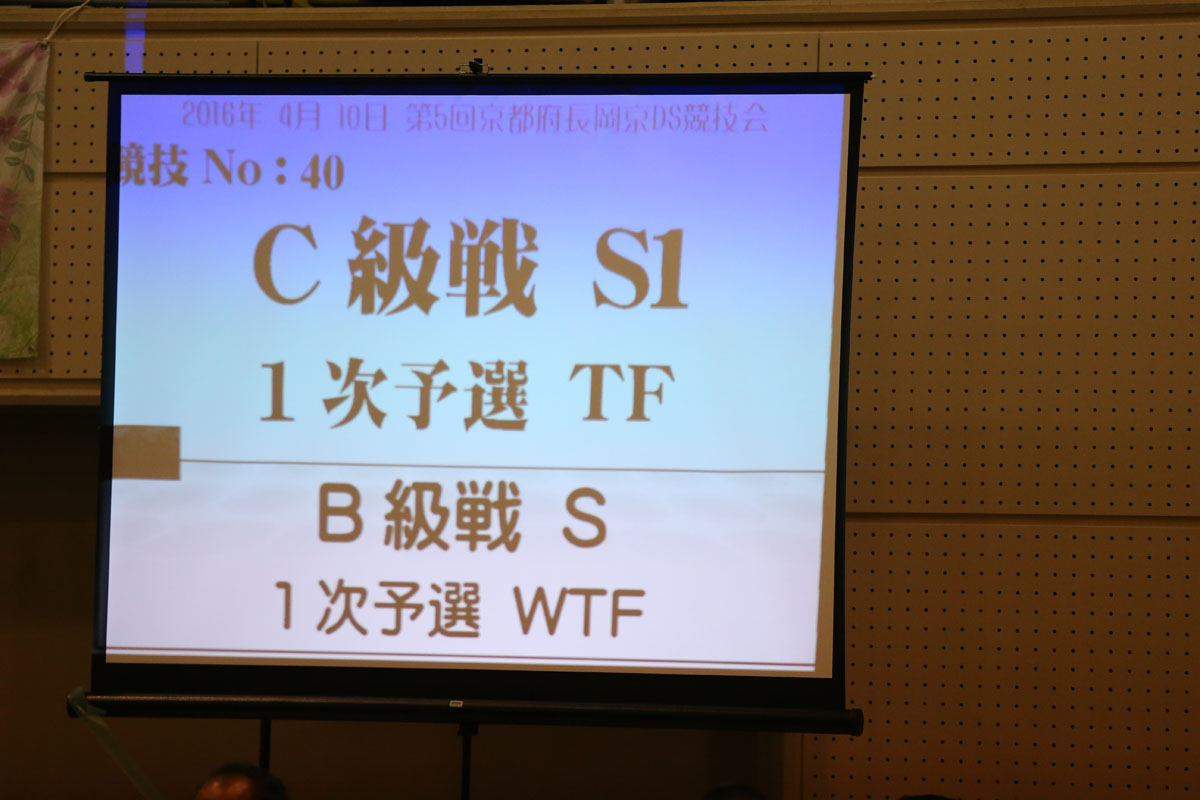 2016年 4月 10日 第5回京都府長岡京DS競技会
競技 No : 40
C 級戦 S1
1 次予選 TF
B 級戦 S
1 次予選 WTF